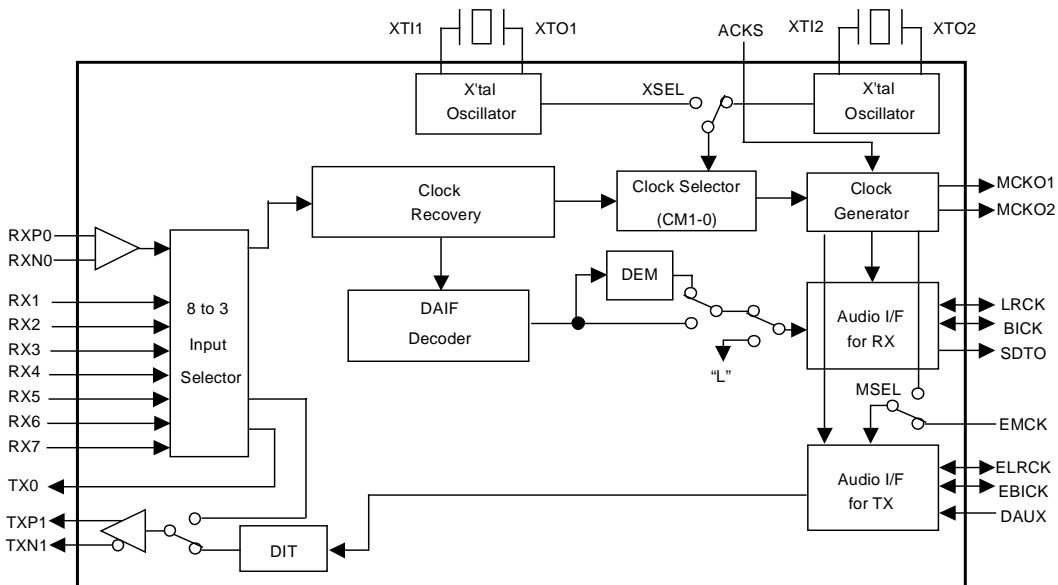 XTI1
XTO1
ACKS
XTI2
XTO2
X'tal
Oscillator
XSEL
X'tal
Oscillator
Clock
Recovery
Clock Selector
(CM1-0)
Clock
Generator
MCKO1
MCKO2
RXP0
RXN0
RX1
RX2
RX3
RX4
RX5
RX6
RX7
8 to 3
Input
Selector
DAIF
Decoder
DEM
“L”
Audio I/F
for RX
LRCK
BICK
SDTO
MSEL
EMCK
Audio I/F
for TX
ELRCK
EBICK
DAUX
TX0
TXP1
TXN1
DIT